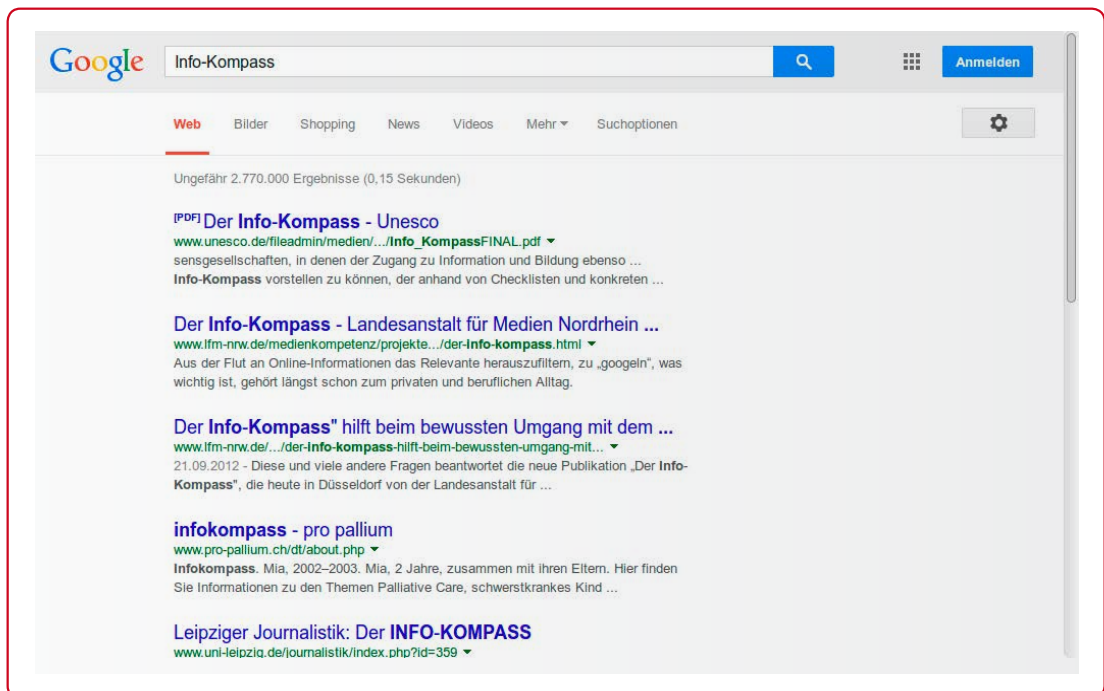 Google
Info-Kompass
Anmelden
Web Bilder Shopping News Videos Mehr Suchoptionen
Ungefähr 2.770.000 Ergebnisse (0,15 Sekunden)
[PDF] Der Info-Kompass - Unesco
www.unesco.de/fileadmin/medien/.../Info_KompassFINAL.pdf
sensgesellschaften, in denen der Zugang zu Information und Bildung ebenso ...
Info-Kompass vorstellen zu können, der anhand von Checklisten und konkreten ...
Der Info-Kompass - Landesanstalt für Medien Nordrhein ...
www.lfm-nrw.de/medienkompetenz/projekte.../der-info-kompass.html
Aus der Flut an Online-Informationen das Relevante herauszufiltern, zu „googeln", was
wichtig ist, gehört längst schon zum privaten und beruflichen Alltag.
Der Info-Kompass" hilft beim bewussten Umgang mit dem ...
www.lfm-nrw.de/.../der-info-kompass-hilft-beim-bewussten-umgang-mit...
21.09.2012 - Diese und viele andere Fragen beantwortet die neue Publikation „Der Info-
Kompass", die heute in Düsseldorf von der Landesanstalt für ...
infokompass - pro pallium
www.pro-pallium.ch/dt/about.php
Infokompass. Mia, 2002–2003. Mia, 2 Jahre, zusammen mit ihren Eltern. Hier finden
Sie Informationen zu den Themen Palliative Care, schwerstkrankes Kind ...
Leipziger Journalistik: Der INFO-KOMPASS
www.uni-leipzig.de/journalistik/index.php?id=359